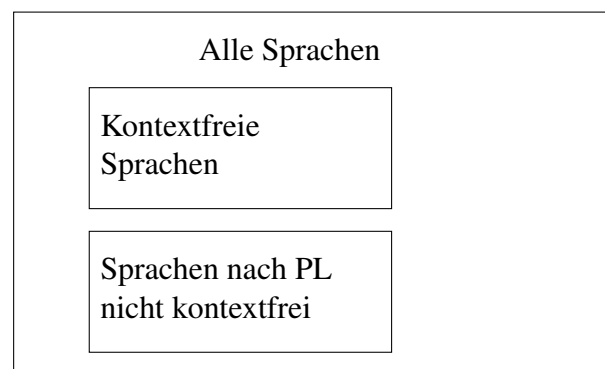 Alle Sprachen
Kontextfreie
Sprachen
Sprachen nach PL
nicht kontextfrei